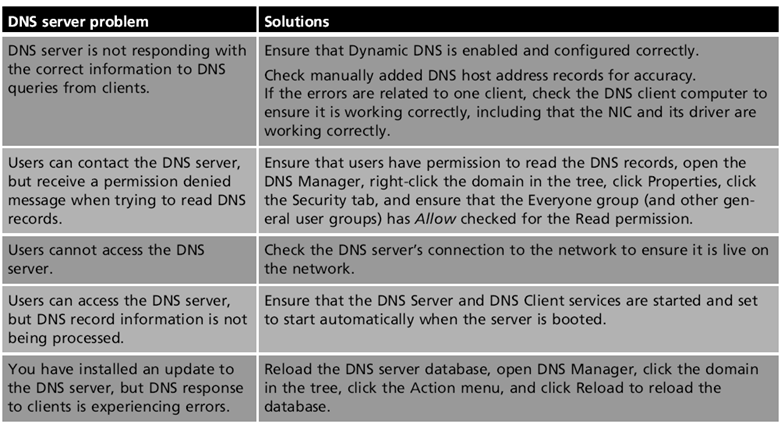 DNS server problem
Solutions
DNS server is not responding with
the correct information to DNS
queries from clients.
Ensure that Dynamic DNS is enabled and configured correctly.
Check manually added DNS host address records for accuracy.
If the errors are related to one client, check the DNS client computer to
ensure it is working correctly, including that the NIC and its driver are
working correctly.
Users can contact the DNS server,
but receive a permission denied
message when trying to read DNS
records.
Ensure that users have permission to read the DNS records, open the
DNS Manager, right-click the domain in the tree, click Properties, click
the Security tab, and ensure that the Everyone group (and other gen-
eral user groups) has Allow checked for the Read permission.
Users cannot access the DNS
server.
Check the DNS server’s connection to the network to ensure it is live on
the network.
Users can access the DNS server,
but DNS record information is not
being processed.
Ensure that the DNS Server and DNS Client services are started and set
to start automatically when the server is booted.
You have installed an update to
the DNS server, but DNS response
to clients is experiencing errors.
Reload the DNS server database, open DNS Manager, click the domain
in the tree, click the Action menu, and click Reload to reload the
database.